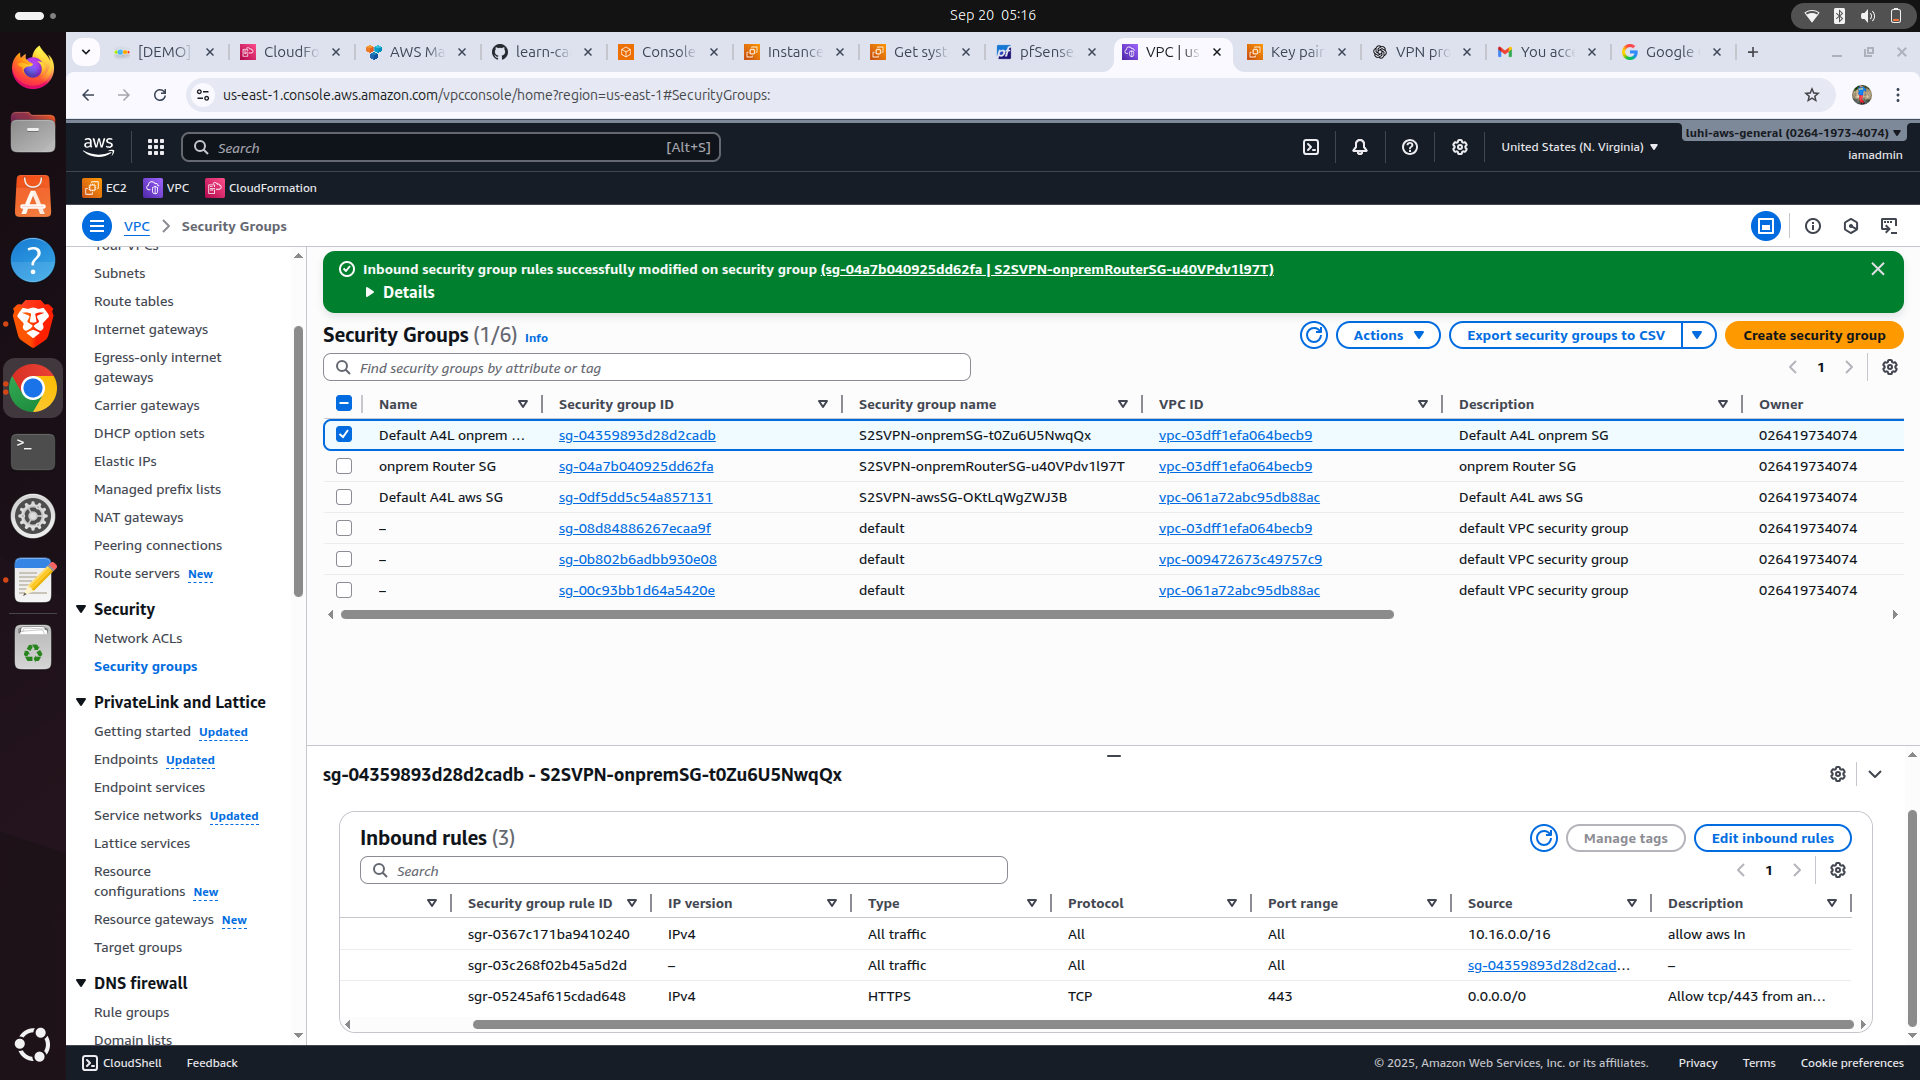 Sep 20 05:16
[DEMO]
CloudFo
AWS Ma
learn-ca
Console
Instance
Get syst
pfSense
VPC | us
Key pair
VPN pro
You acc
Google
us-east-1.console.aws.amazon.com/vpcconsole/home?region=us-east-1#SecurityGroups:
aws
Search
[Alt+S]
United States (N. Virginia)
luhi-aws-general (0264-1973-4074)
iamadmin
EC2
VPC
CloudFormation
VPC
Security Groups
Your VPCs
Subnets
Route tables
Internet gateways
Egress-only internet
gateways
Carrier gateways
DHCP option sets
Elastic IPs
Managed prefix lists
NAT gateways
Peering connections
Route servers New
Security
Network ACLs
Security groups
PrivateLink and Lattice
Getting started Updated
Endpoints Updated
Endpoint services
Service networks Updated
Lattice services
Resource
configurations New
Resource gateways New
Target groups
DNS firewall
Rule groups
Domain lists
Inbound security group rules successfully modified on security group (sg-04a7b040925dd62fa | S2SVPN-onpremRouterSG-u40VPdv1l97T)
Details
Security Groups (1/6) Info
Actions
Export security groups to CSV
Create security group
Find security groups by attribute or tag
1
Name Security group ID Security group name VPC ID Description Owner
Default A4L onprem ... sg-04359893d28d2cadb S2SVPN-onpremSG-t0Zu6U5NwqQx vpc-03dff1efa064becb9 Default A4L onprem SG 026419734074
onprem Router SG sg-04a7b040925dd62fa S2SVPN-onpremRouterSG-u40VPdv1l97T vpc-03dff1efa064becb9 onprem Router SG 026419734074
Default A4L aws SG sg-0df5dd5c54a857131 S2SVPN-awsSG-OKtLqWgZWJ3B vpc-061a72abc95db88ac Default A4L aws SG 026419734074
– sg-08d84886267ecaa9f default vpc-03dff1efa064becb9 default VPC security group 026419734074
– sg-0b802b6adbb930e08 default vpc-009472673c49757c9 default VPC security group 026419734074
– sg-00c93bb1d64a5420e default vpc-061a72abc95db88ac default VPC security group 026419734074
sg-04359893d28d2cadb - S2SVPN-onpremSG-t0Zu6U5NwqQx
Inbound rules (3)
Manage tags
Edit inbound rules
Search
1
Security group rule ID IP version Type Protocol Port range Source Description
sgr-0367c171ba9410240 IPv4 All traffic All All 10.16.0.0/16 allow aws In
sgr-03c268f02b45a5d2d – All traffic All All sg-04359893d28d2cad... –
sgr-05245af615cdad648 IPv4 HTTPS TCP 443 0.0.0.0/0 Allow tcp/443 from an...
CloudShell
Feedback
© 2025, Amazon Web Services, Inc. or its affiliates.
Privacy
Terms
Cookie preferences